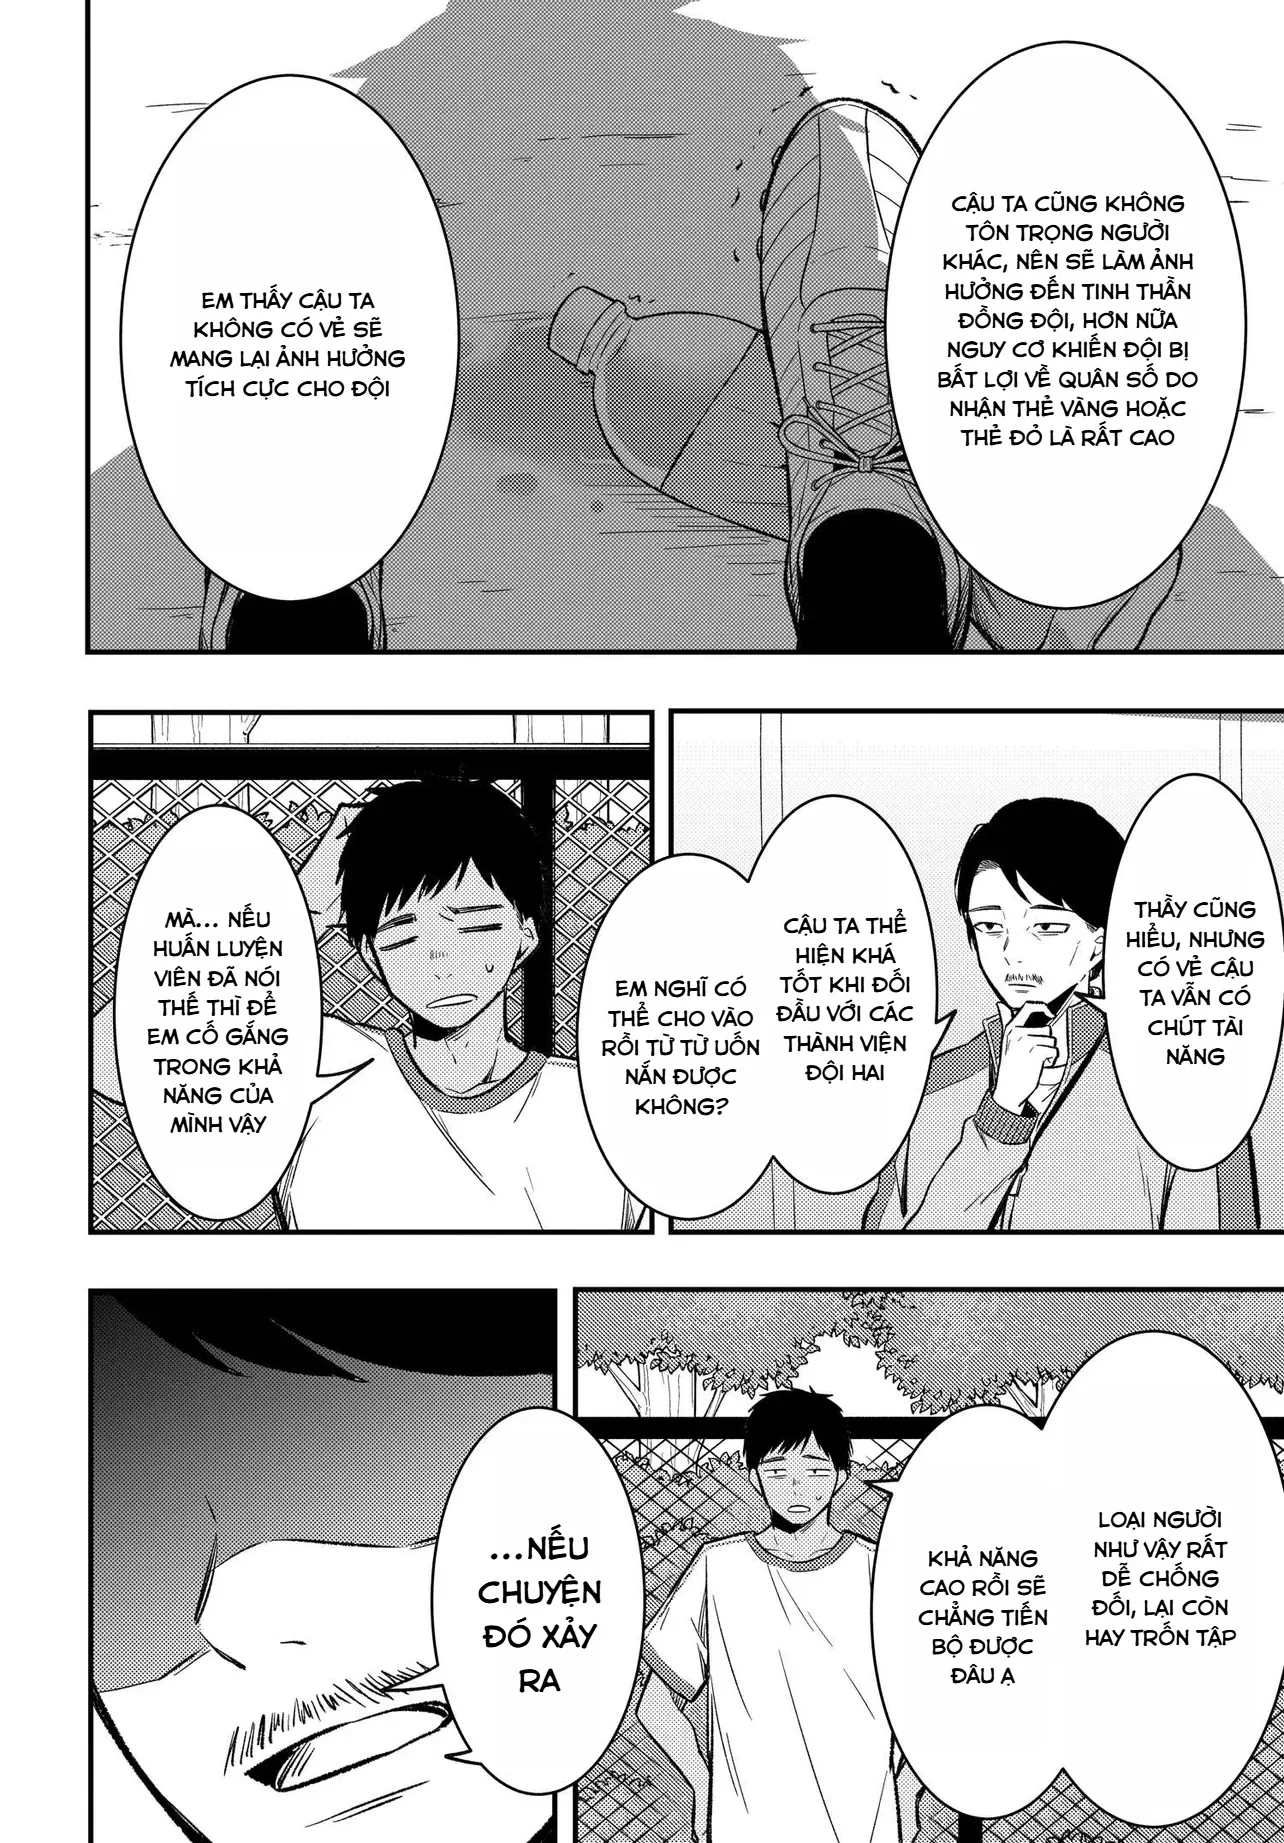 CẬU TA CŨNG KHÔNG
TÔN TRỌNG NGƯỜI
KHÁC, NÊN SẼ LÀM ẢNH
HƯỞNG ĐẾN TINH THẦN
ĐỒNG ĐỘI, HƠN NỮA
NGUY CƠ KHIẾN ĐỘI BỊ
BẤT LỢI VỀ QUÂN SỐ DO
NHẬN THẺ VÀNG HOẶC
THẺ ĐỎ LÀ RẤT CAO
EM THẤY CẬU TA
KHÔNG CÓ VẺ SẼ
MANG LẠI ẢNH HƯỞNG
TÍCH CỰC CHO ĐỘI
THẦY CŨNG
HIỂU, NHƯNG
CÓ VẺ CẬU
TA VẪN CÓ
CHÚT TÀI
NĂNG
CẬU TA THỂ
HIỆN KHÁ
TỐT KHI ĐỐI
ĐẦU VỚI CÁC
THÀNH VIÊN
ĐỘI HAI
EM NGHĨ CÓ
THỂ CHO VÀO
RỒI TỪ TỪ UỐN
NẮN ĐƯỢC
KHÔNG?
MÀ... NẾU
HUẤN LUYỆN
VIÊN ĐÃ NÓI
THẾ THÌ ĐỂ
EM CỐ GẮNG
TRONG KHẢ
NĂNG CỦA
MÌNH VẬY
LOẠI NGƯỜI
NHƯ VẬY RẤT
DỄ CHỐNG
ĐỐI, LẠI CÒN
HAY TRỐN TẬP
KHẢ NĂNG
CAO RỒI SẼ
CHẲNG TIẾN
BỘ ĐƯỢC
ĐÂU Ạ
...NẾU
CHUYỆN
ĐÓ XẢY
RA